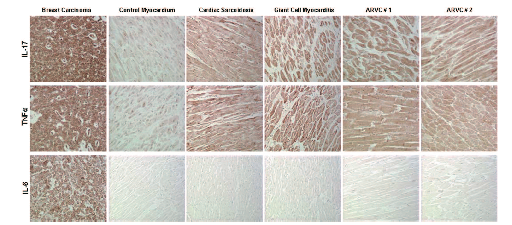 Breast Carcinoma Control Myocardium Cardiac Sarcoidosis Giant Cell Myocarditis ARVC # 1 ARVC # 2
IL-17
TNFα
IL-6